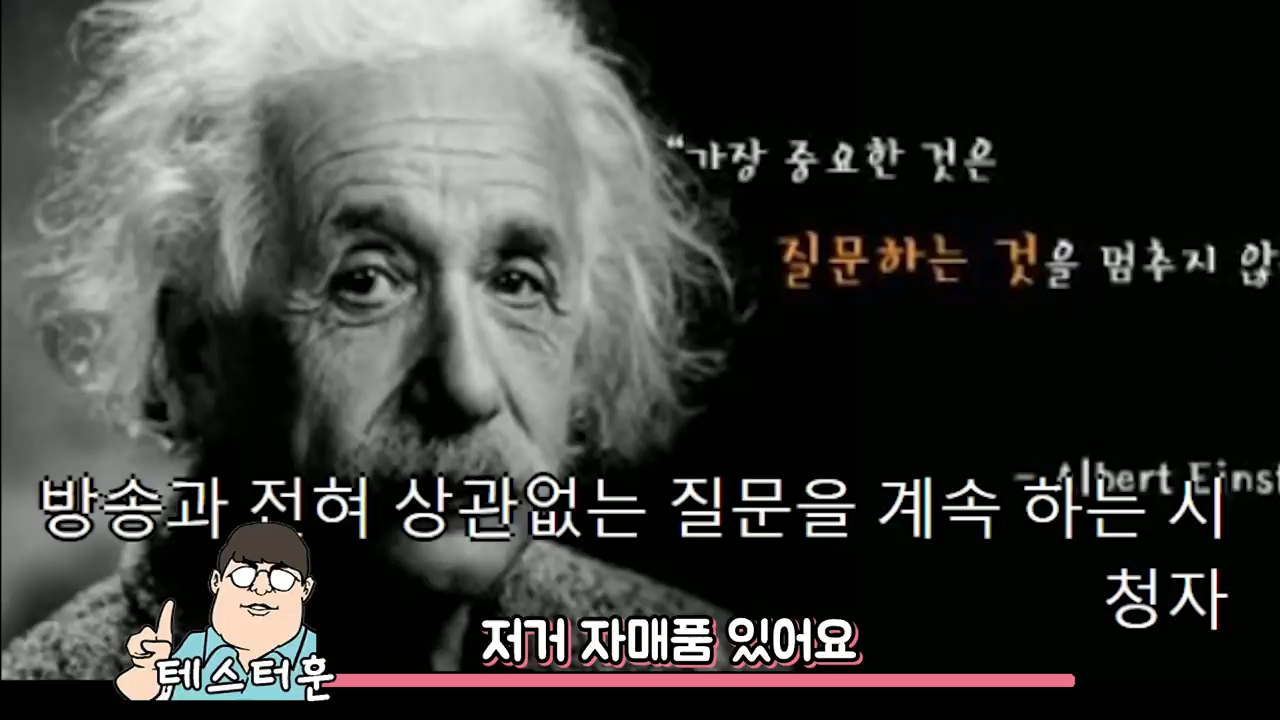 “가장 중요한 것은
질문하는 것을 멈추지 않
- Albert Einst
방송과 전혀 상관없는 질문을 계속 하는 시
청자
저거 자매품 있어요
테스터훈